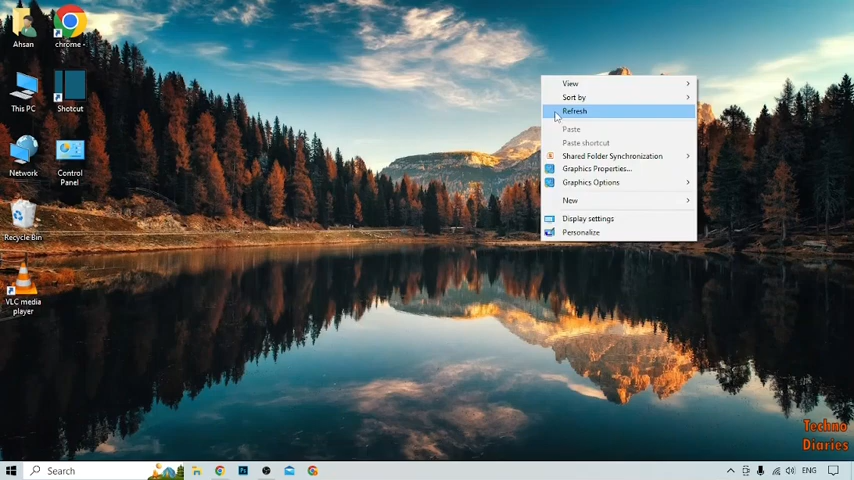 Ahsan
chrome -
This PC
Shotcut
Network
Control
Panel
Recycle Bin
VLC media
player
View
Sort by
Refresh
Paste
Paste shortcut
Shared Folder Synchronization
Graphics Properties...
Graphics Options
New
Display settings
Personalize
Techno
Diaries
Search
ENG